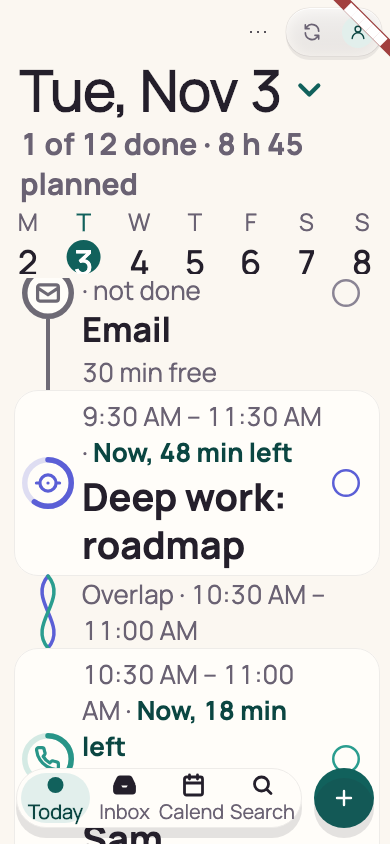 ...
Tue, Nov 3
1 of 12 done · 8 h 45
planned
M T W T F S S
2 3 4 5 6 7 8
· not done
Email
30 min free
9:30 AM – 11:30 AM
· Now, 48 min left
Deep work:
roadmap
Overlap · 10:30 AM –
11:00 AM
10:30 AM – 11:00
AM · Now, 18 min
left
Sam
Today Inbox Calend Search